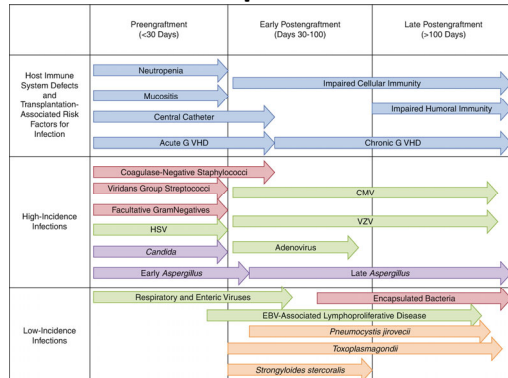 Preengraftment
(<30 Days)
Early Postengraftment
(Days 30-100)
Late Postengraftment
(>100 Days)
Host Immune
System Defects
and
Transplantation-
Associated Risk
Factors for
Infection
Neutropenia
Mucositis
Central Catheter
Acute G VHD
Impaired Cellular Immunity
Impaired Humoral Immunity
Chronic G VHD
High-Incidence
Infections
Coagulase-Negative Staphylococci
Viridans Group Streptococci
Facultative GramNegatives
HSV
Candida
Early Aspergillus
CMV
VZV
Adenovirus
Late Aspergillus
Low-Incidence
Infections
Respiratory and Enteric Viruses
Encapsulated Bacteria
EBV-Associated Lymphoproliferative Disease
Pneumocystis jirovecii
Toxoplasmagondii
Strongyloides stercoralis